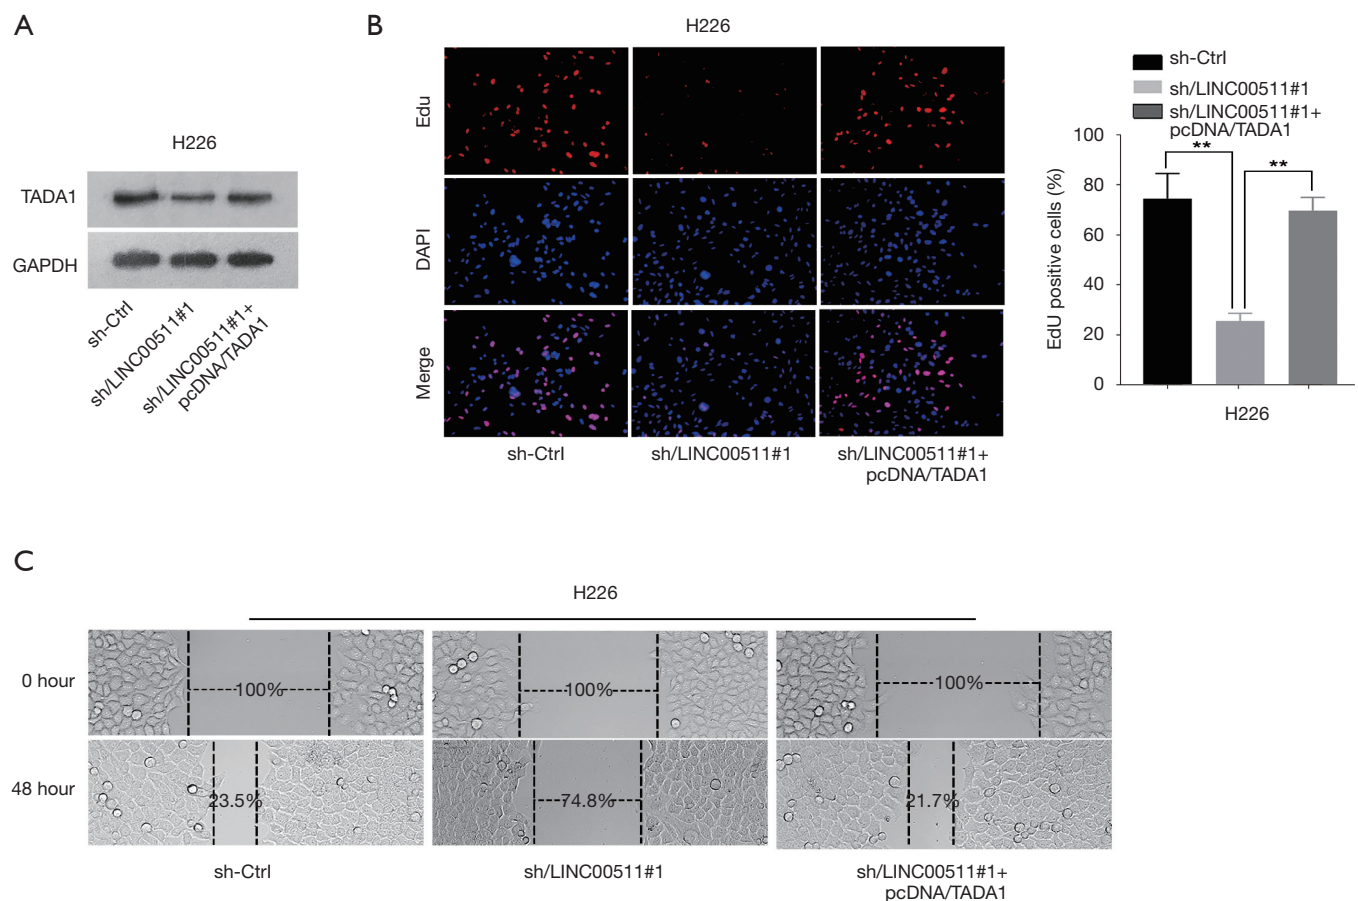 A
H226
TADA1
GAPDH
sh-Ctrl
sh/LINC00511#1
sh/LINC00511#1+
pcDNA/TADA1
B
H226
Edu
DAPI
Merge
sh-Ctrl
sh/LINC00511#1
sh/LINC00511#1+
pcDNA/TADA1
sh-Ctrl
sh/LINC00511#1
sh/LINC00511#1+
pcDNA/TADA1
EdU positive cells (%)
100
80
60
40
20
0
**
**
H226
C
H226
0 hour
100%
100%
100%
48 hour
23.5%
74.8%
21.7%
sh-Ctrl
sh/LINC00511#1
sh/LINC00511#1+
pcDNA/TADA1